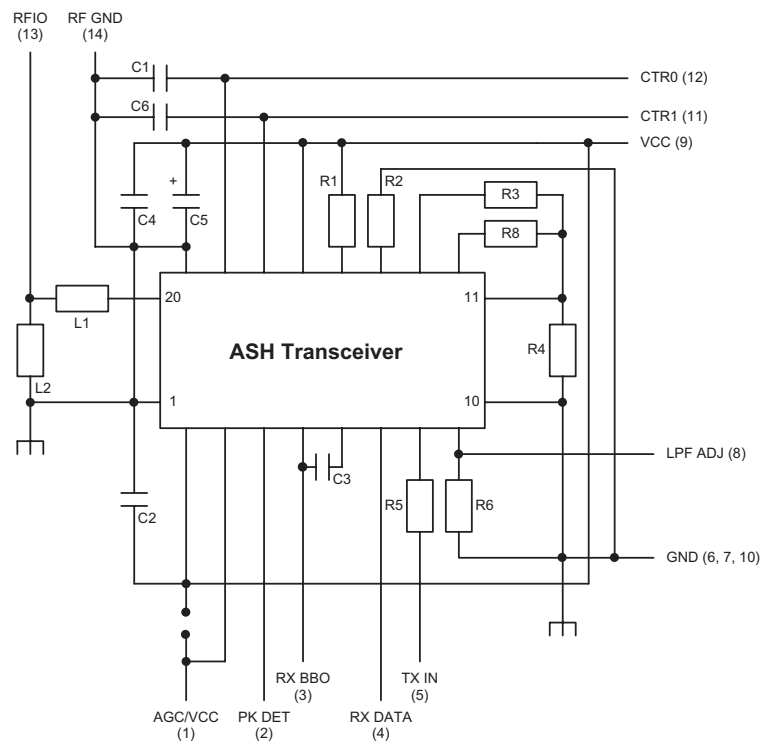 RFIO
(13)
RF GND
(14)
C1
CTR0 (12)
C6
CTR1 (11)
VCC (9)
+
C4
C5
R1
R2
R3
R8
20
11
L1
ASH Transceiver
R4
L2
1
10
LPF ADJ (8)
C3
C2
R5
R6
GND (6, 7, 10)
RX BBO
(3)
TX IN
(5)
AGC/VCC
(1)
PK DET
(2)
RX DATA
(4)